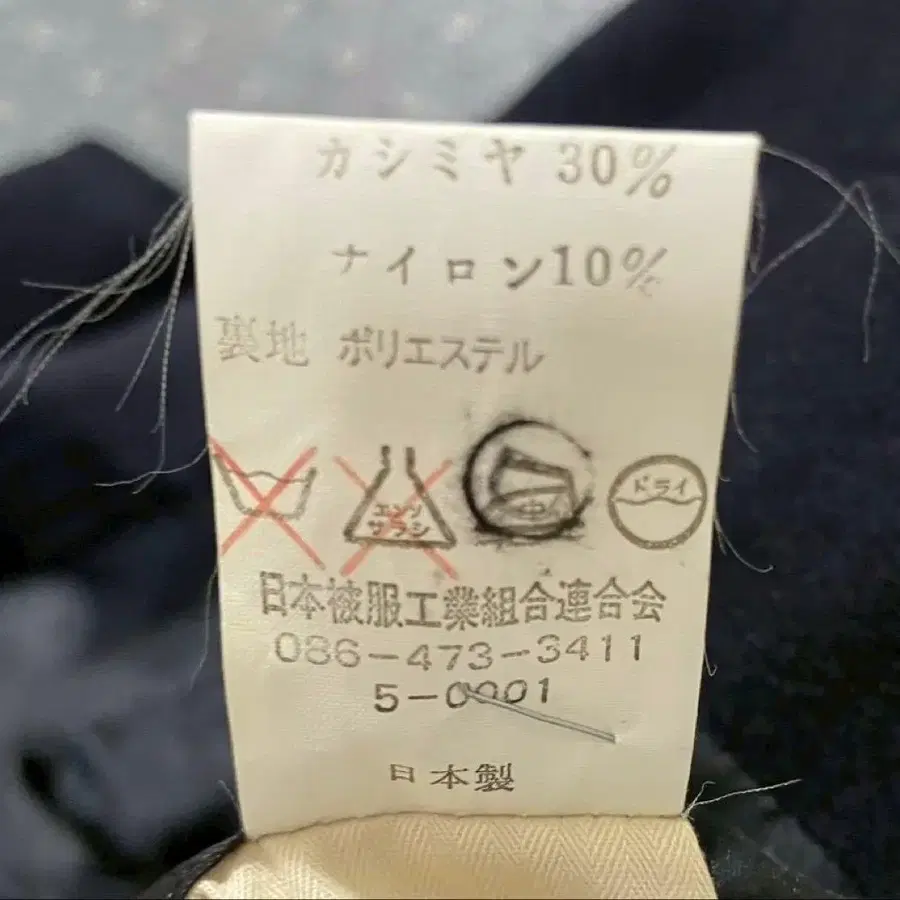 カシミヤ 30%
ナイロン10%
裏地 ポリエステル
エンソ
サラシ
中
ドライ
日本被服工業組合連合会
086-473-3411
5-0001
日本製